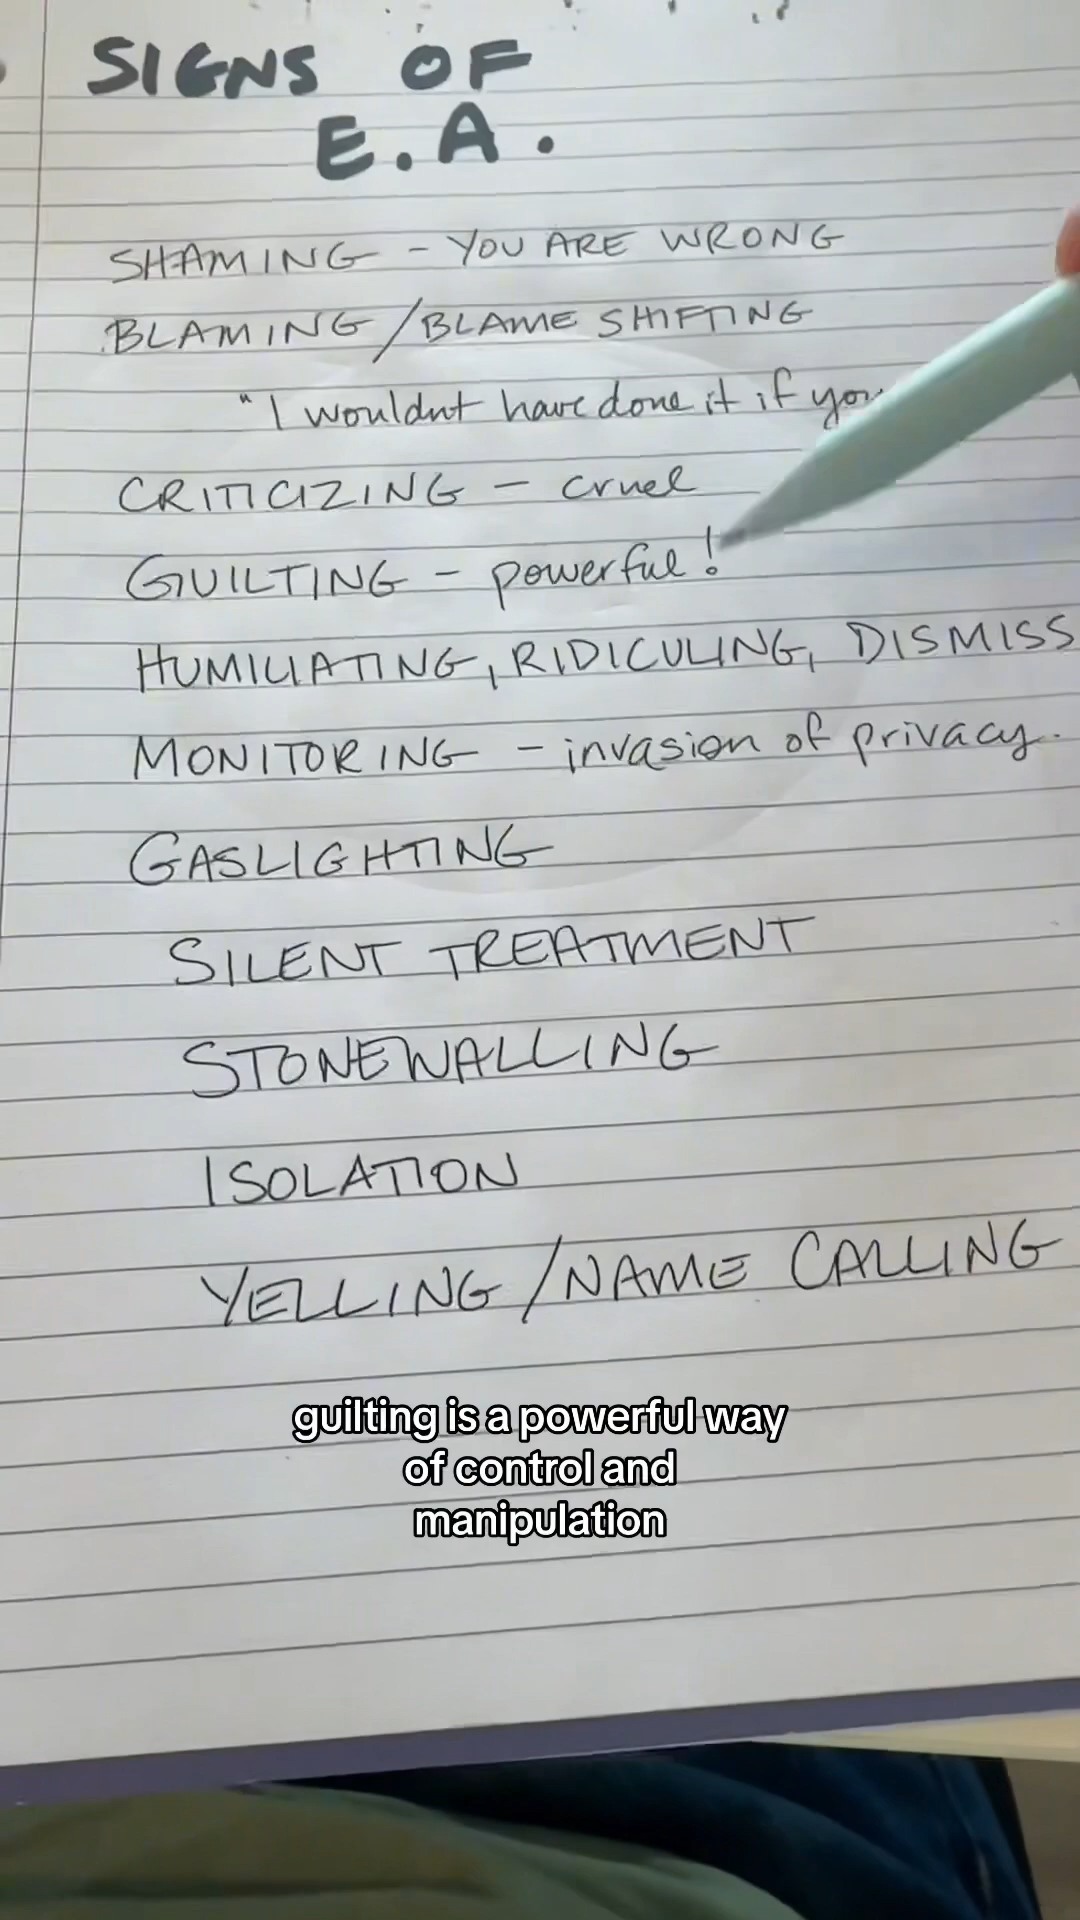 SIGNS OF
E.A.
SHAMING - YOU ARE WRONG
BLAMING/BLAME SHIFTING
"I wouldnt have done it if you
CRITICIZING - cruel
GUILTING - powerful!
HUMILIATING, RIDICULING, DISMISS
MONITORING - invasion of privacy.
GASLIGHTING
SILENT TREATMENT
STONEWALLING
ISOLATION
YELLING/NAME CALLING
guilting is a powerful way
of control and
manipulation